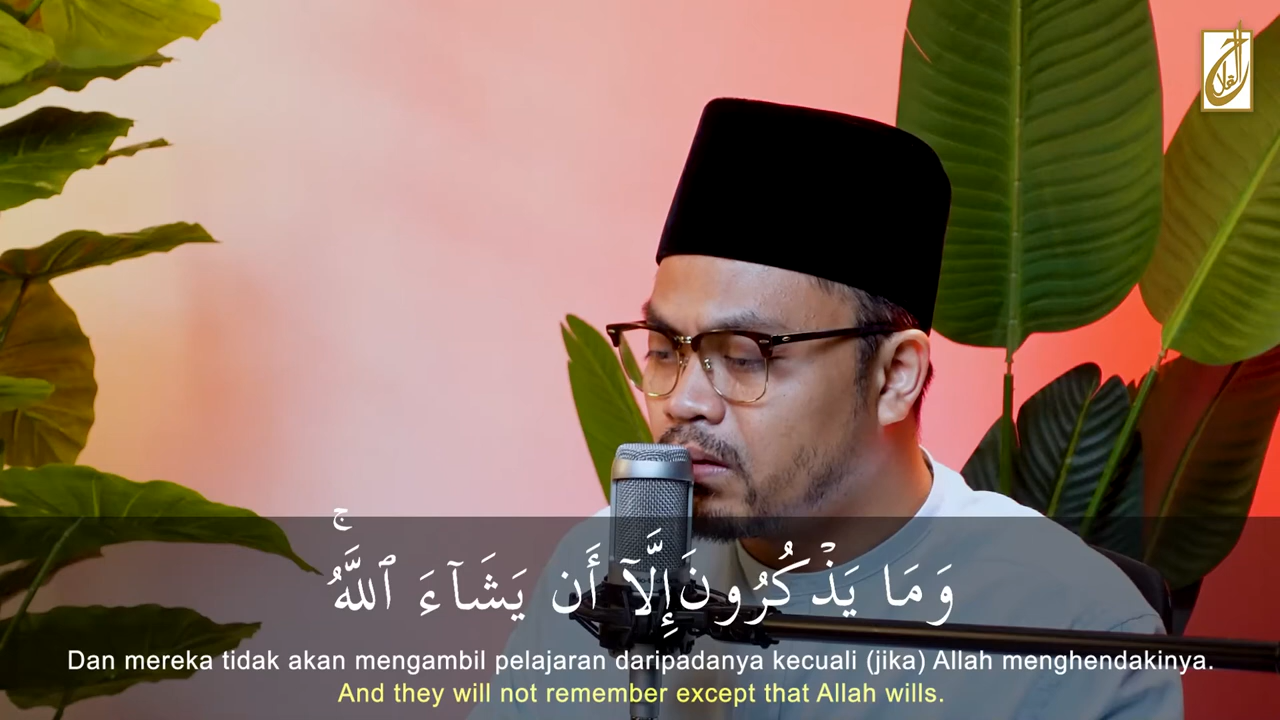 وَمَا يَذْكُرُونَ إِلَّآ أَن يَشَآءَ ٱللَّهُ ۚ
Dan mereka tidak akan mengambil pelajaran daripadanya kecuali (jika) Allah menghendakinya.
And they will not remember except that Allah wills.